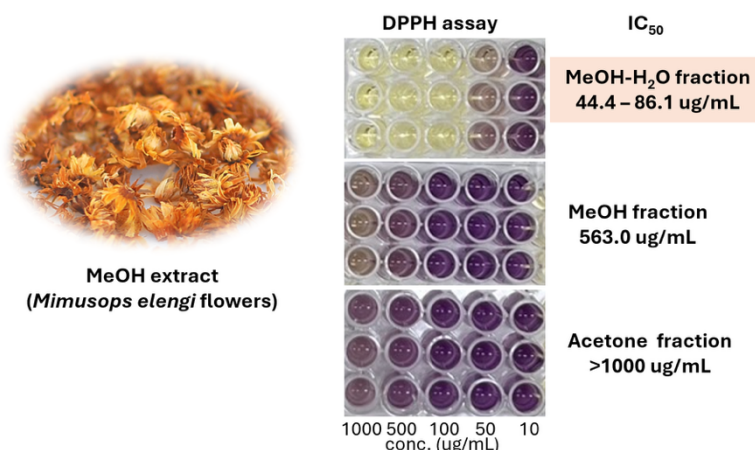 DPPH assay
IC50
MeOH-H2O fraction
44.4 – 86.1 ug/mL
MeOH fraction
563.0 ug/mL
Acetone fraction
>1000 ug/mL
MeOH extract
(Mimusops elengi flowers)
1000 500 100 50 10
conc. (ug/mL)